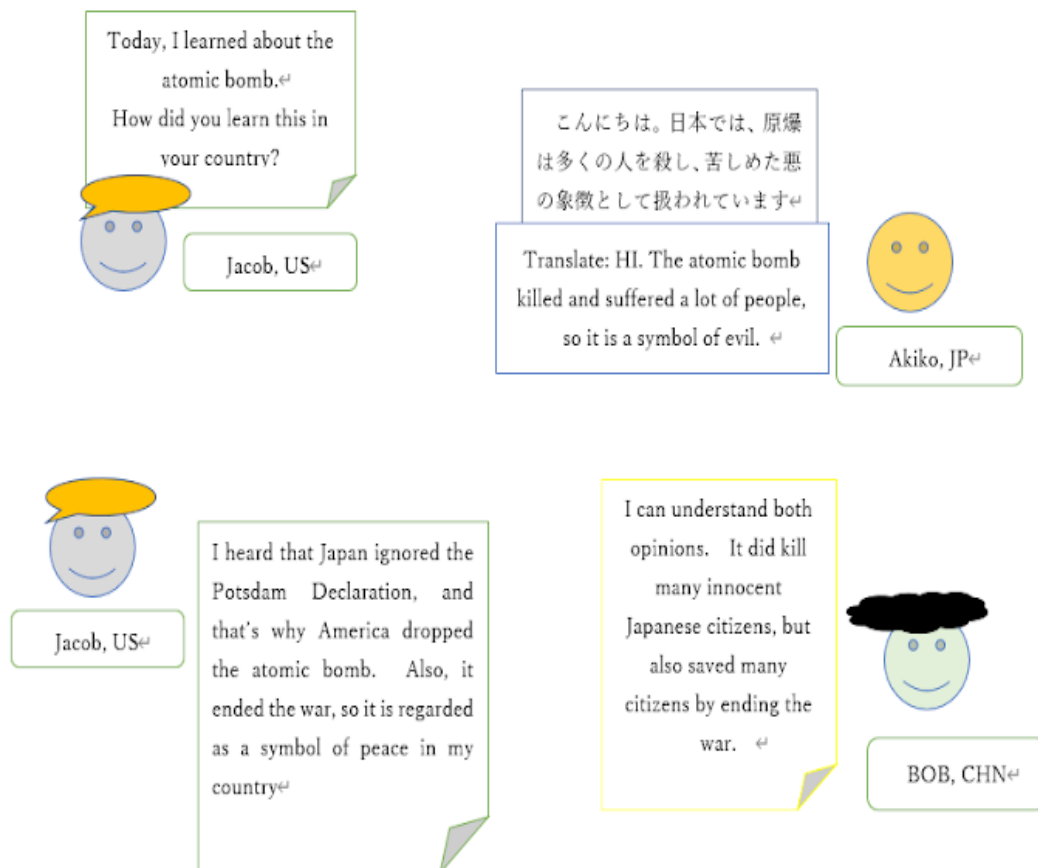 Today, I learned about the
atomic bomb.↵
How did you learn this in
your country?
Jacob, US↵
こんにちは。日本では、原爆
は多くの人を殺し、苦しめた悪
の象徴として扱われています↵
Translate: HI. The atomic bomb
killed and suffered a lot of people,
so it is a symbol of evil. ↵
Akiko, JP↵
Jacob, US↵
I heard that Japan ignored the
Potsdam Declaration, and
that's why America dropped
the atomic bomb. Also, it
ended the war, so it is regarded
as a symbol of peace in my
country↵
I can understand both
opinions. It did kill
many innocent
Japanese citizens, but
also saved many
citizens by ending the
war. ↵
BOB, CHN↵